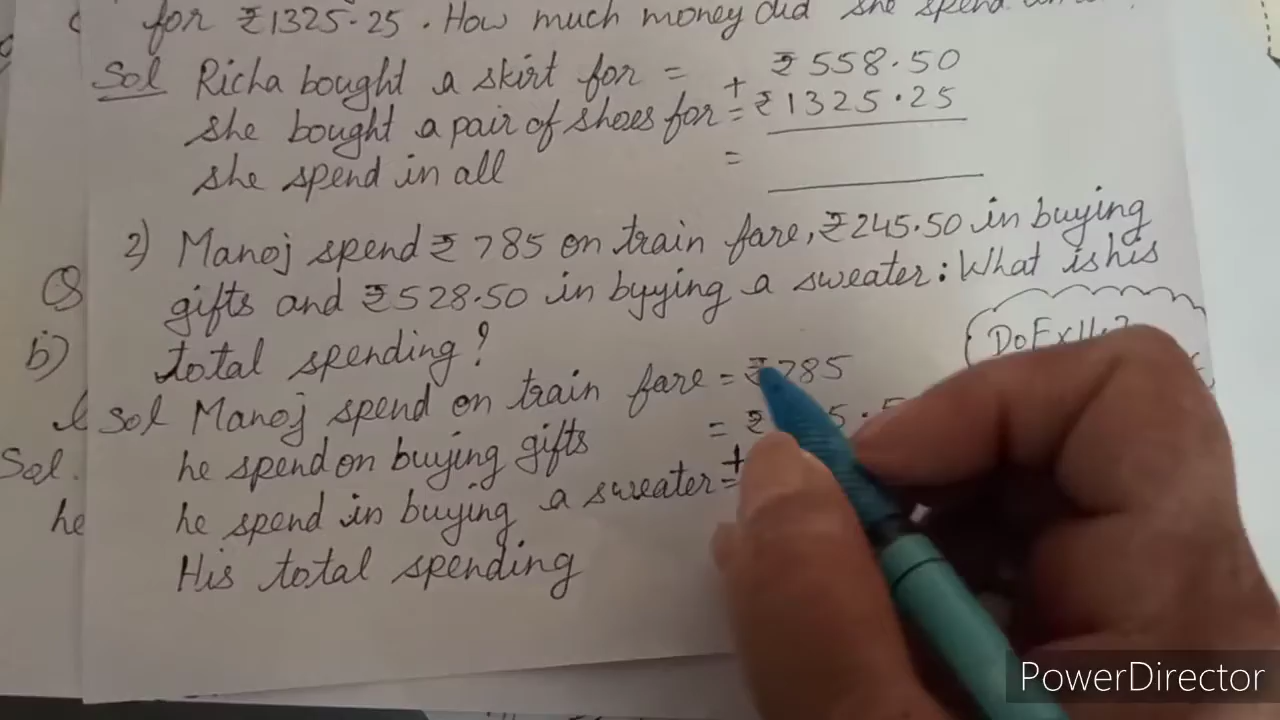 for ₹1325.25. How much money did she spend
Sol Richa bought a skirt for = ₹558.50
she bought a pair of shoes for = + ₹1325.25
she spend in all =
2) Manoj spend ₹785 on train fare, ₹245.50 in buying
gifts and ₹528.50 in byying a sweater: What is his
total spending?
Sol Manoj spend on train fare = ₹785
he spend on buying gifts = ₹
he spend in buying a sweater = +
His total spending
Q
b)
Sol.
he
PowerDirector